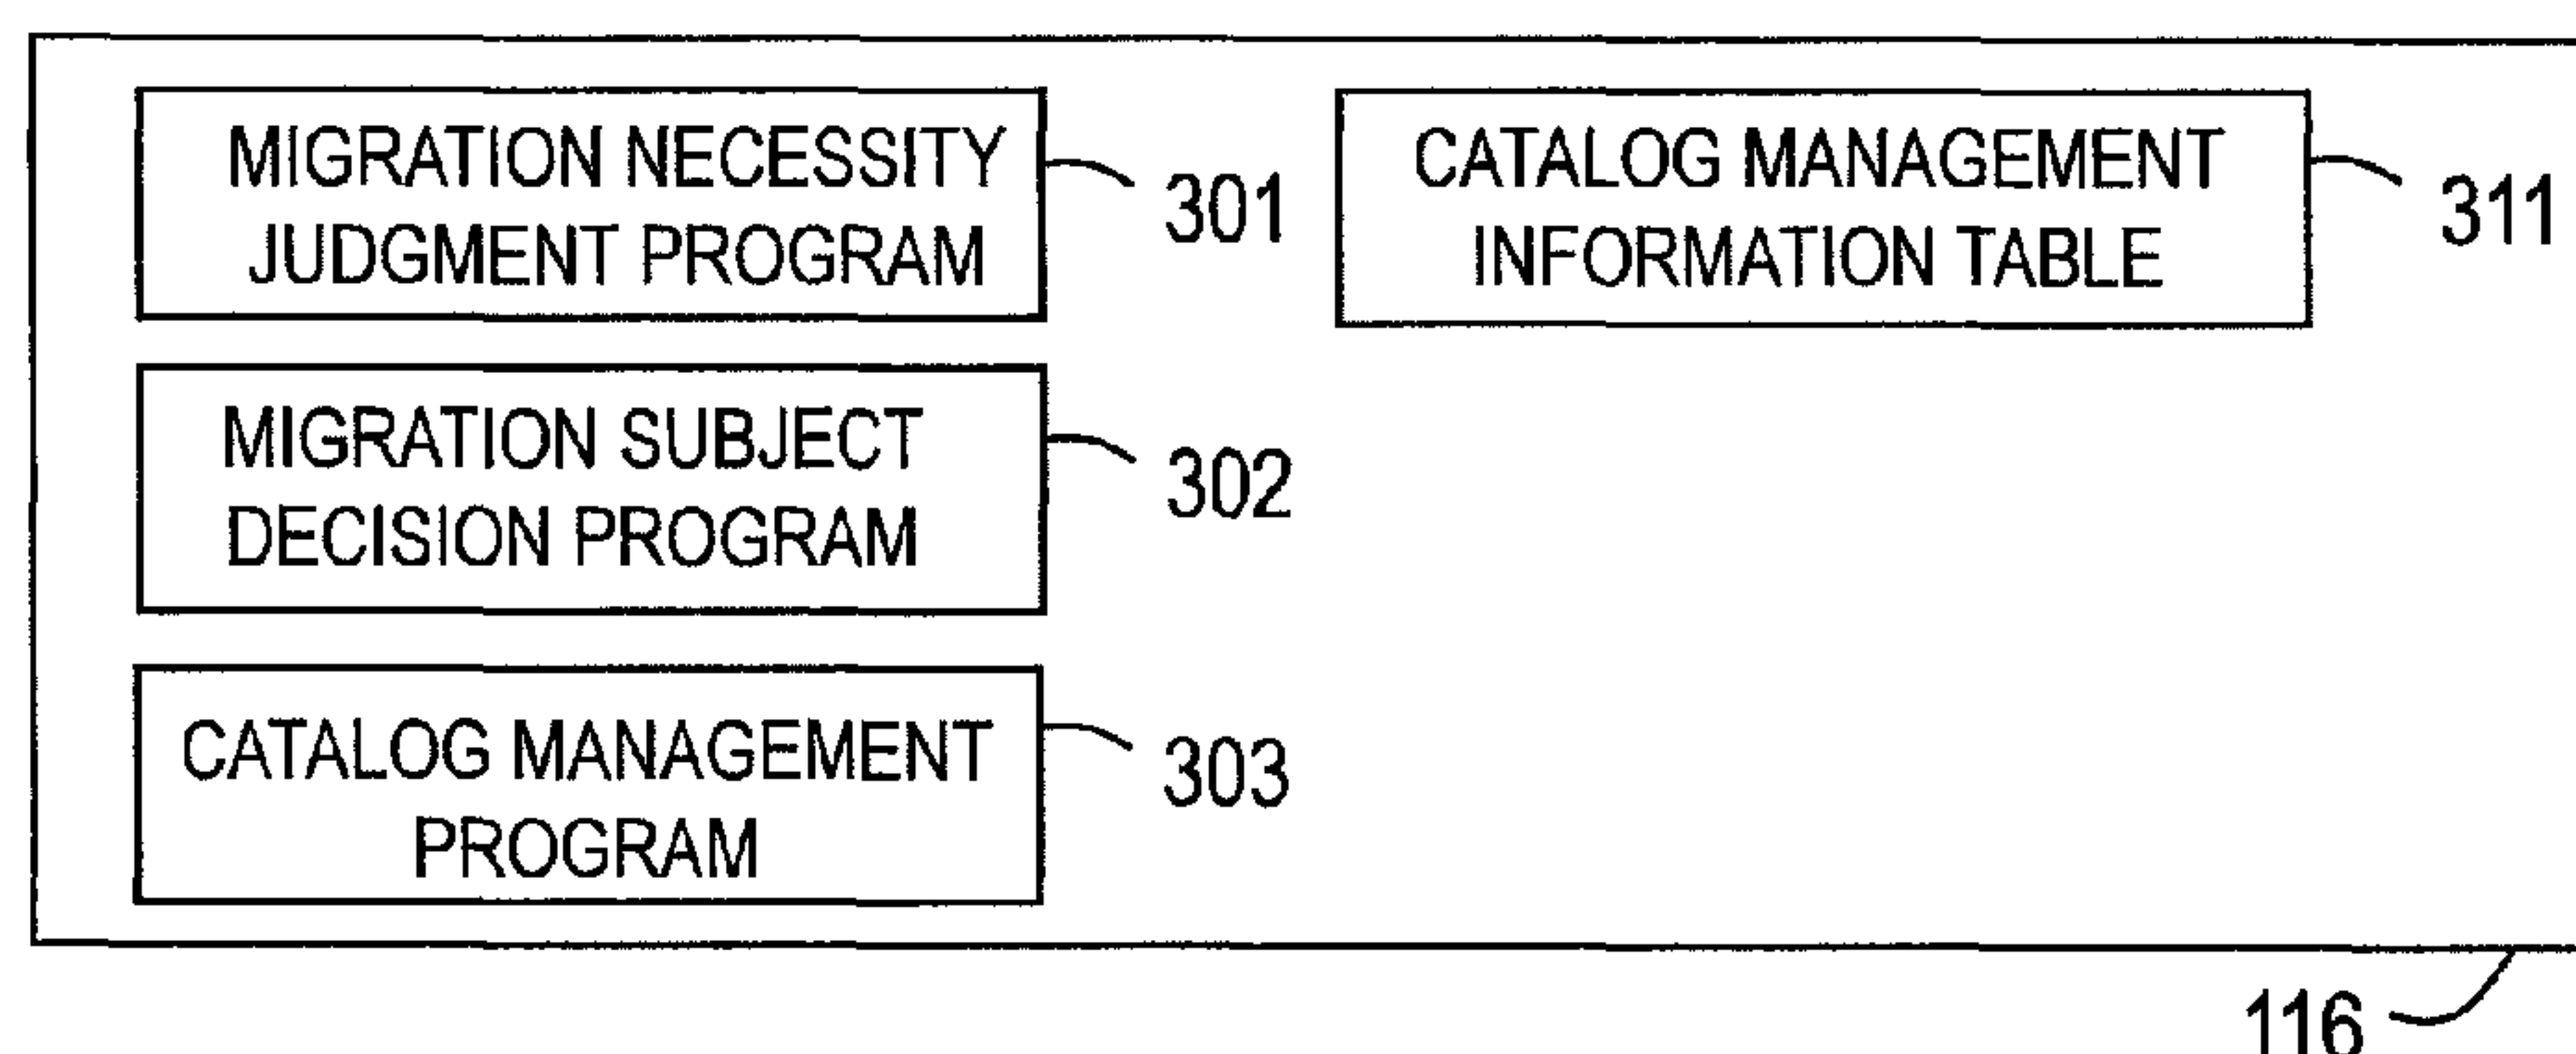 MIGRATION NECESSITY
JUDGMENT PROGRAM
301
CATALOG MANAGEMENT
INFORMATION TABLE
311
MIGRATION SUBJECT
DECISION PROGRAM
302
CATALOG MANAGEMENT
PROGRAM
303
116